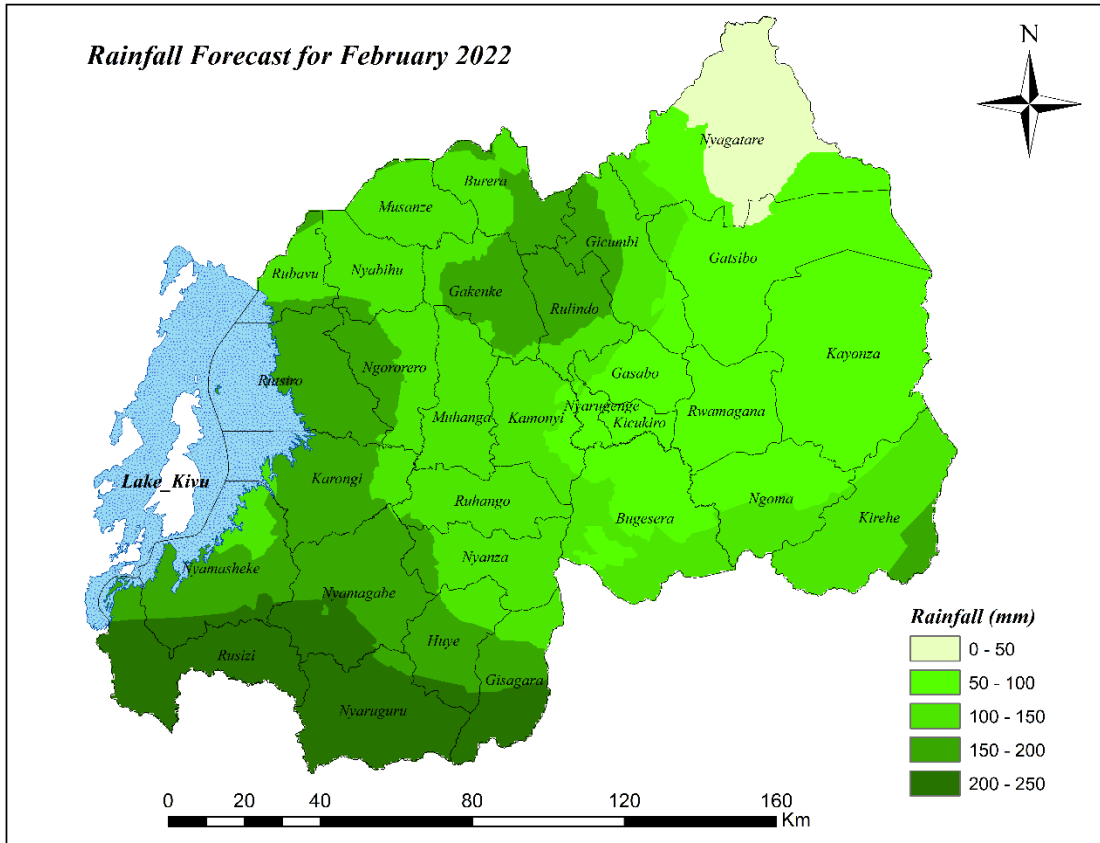 Rainfall Forecast for February 2022
N
Nyagatare
Burera
Musanze
Gicumbi
Gatsibo
Rubavu
Nyabihu
Gakenke
Rulindo
Kayonza
Rutsiro
Ngororero
Gasabo
Muhanga
Kamonyi
Nyarugenge
Kicukiro
Rwamagana
Lake_Kivu
Karongi
Ruhango
Bugesera
Ngoma
Kirehe
Nyamasheke
Nyanza
Nyamagabe
Huye
Rusizi
Gisagara
Nyaruguru
Rainfall (mm)
0 - 50
50 - 100
100 - 150
150 - 200
200 - 250
0 20 40 80 120 160
Km